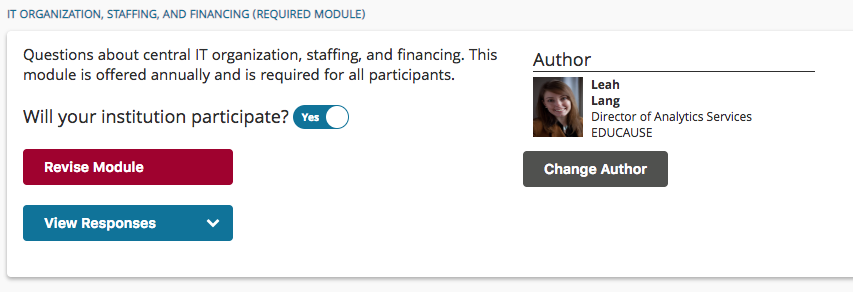 IT ORGANIZATION, STAFFING, AND FINANCING (REQUIRED MODULE)
Questions about central IT organization, staffing, and financing. This
module is offered annually and is required for all participants.
Will your institution participate? Yes
Revise Module
View Responses
Author
Leah
Lang
Director of Analytics Services
EDUCAUSE
Change Author